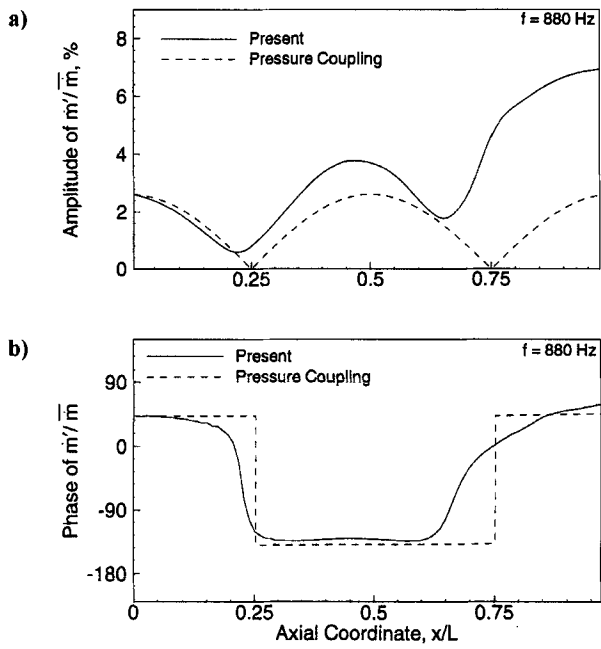 a)
f = 880 Hz
8
Present
Pressure Coupling
6
4
2
0
Amplitude of ṁ′/m̅̇, %
0.25
0.5
0.75
b)
f = 880 Hz
Present
Pressure Coupling
90
0
-90
-180
Phase of ṁ′/m̅̇
0
0.25
0.5
0.75
Axial Coordinate, x/L